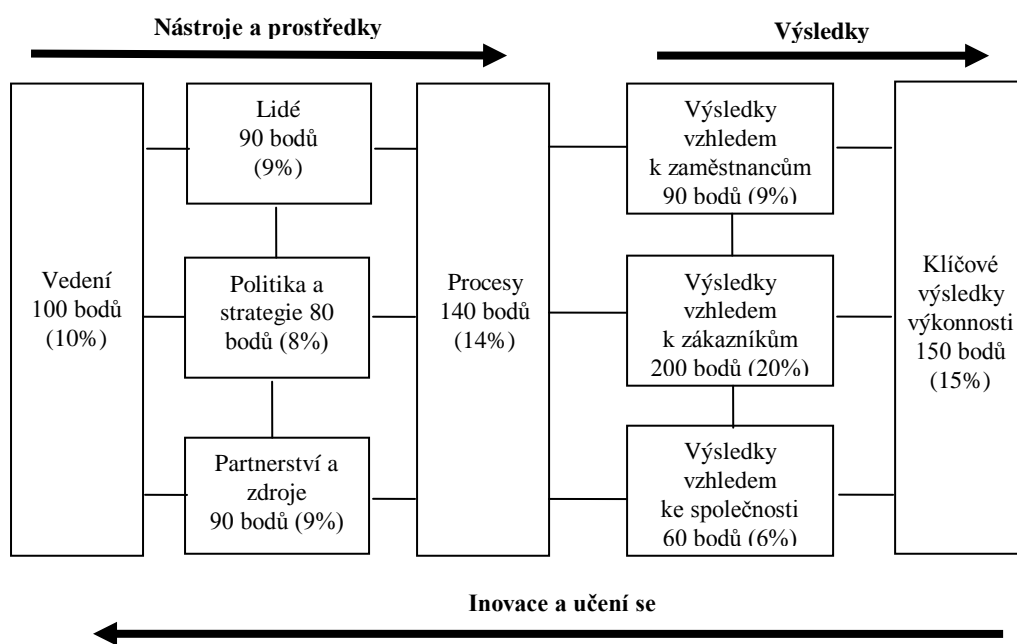 Nástroje a prostředky
Výsledky
Vedení
100 bodů
(10%)
Lidé
90 bodů
(9%)
Politika a
strategie 80
bodů (8%)
Partnerství a
zdroje
90 bodů (9%)
Procesy
140 bodů
(14%)
Výsledky
vzhledem
k zaměstnancům
90 bodů (9%)
Výsledky
vzhledem
k zákazníkům
200 bodů (20%)
Výsledky
vzhledem
ke společnosti
60 bodů (6%)
Klíčové
výsledky
výkonnosti
150 bodů
(15%)
Inovace a učení se